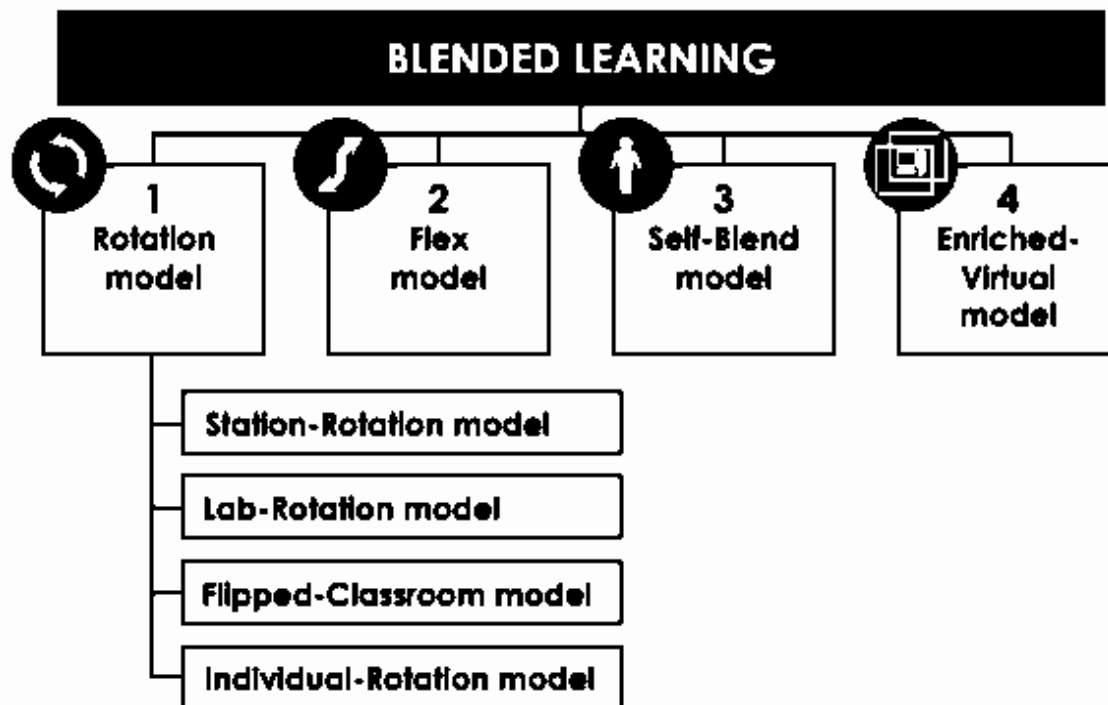 BLENDED LEARNING
1
Rotation
model
2
Flex
model
3
Self-Blend
model
4
Enriched-
Virtual
model
Station-Rotation model
Lab-Rotation model
Flipped-Classroom model
Individual-Rotation model